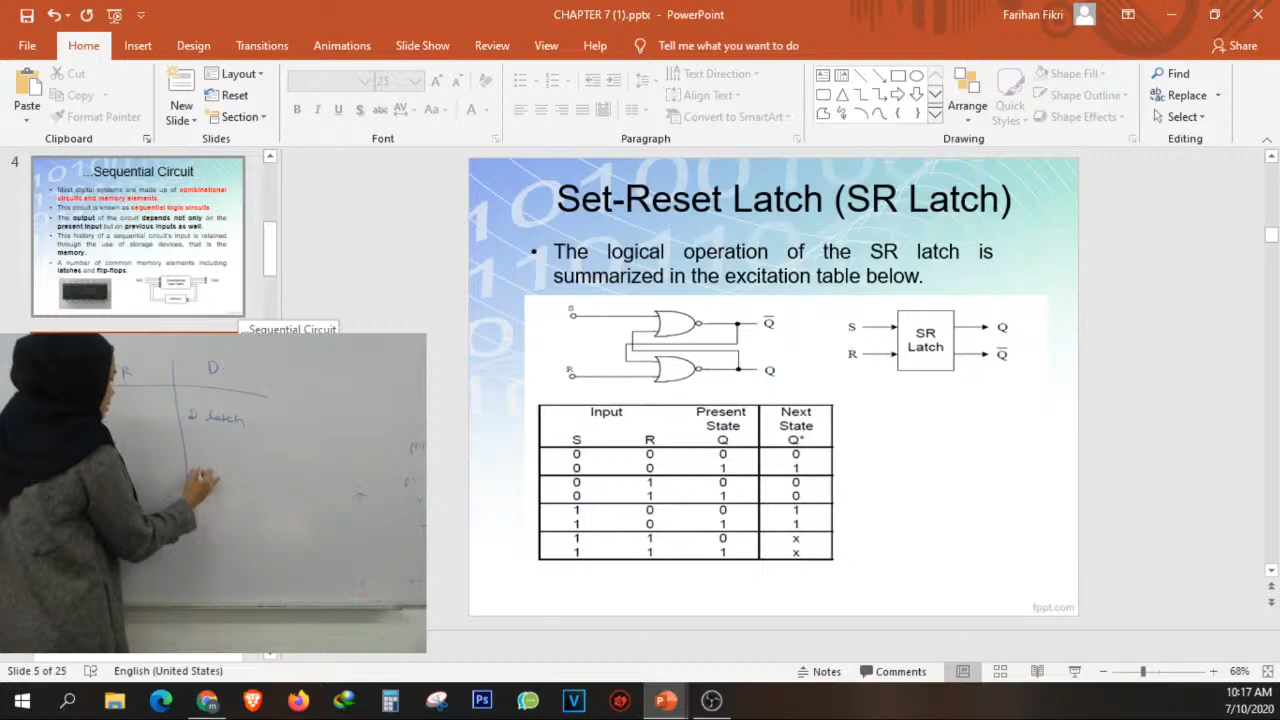 CHAPTER 7 (1).pptx - PowerPoint
Farihan Fikri
File Home Insert Design Transitions Animations Slide Show Review View Help Tell me what you want to do
Share
Paste
Cut
Copy
Format Painter
Clipboard
New
Slide
Layout
Reset
Section
Slides
25
B I U S abc AV Aa A
Font
Text Direction
Align Text
Convert to SmartArt
Paragraph
Arrange
Quick
Styles
Shape Fill
Shape Outline
Shape Effects
Drawing
Find
Replace
Select
Editing
4
...Sequential Circuit
• Most digital systems are made up of combinational
circuits and memory elements.
• This circuit is known as sequential logic circuits.
• The output of the circuit depends not only on the
present input but on previous inputs as well.
• This history of a sequential circuit's input is retained
through the use of storage devices, that is the
memory.
• A number of common memory elements including
latches and flip-flops.
...Sequential Circuit
R D
D latch
Set-Reset Latch (SR Latch)
• The logical operation of the SR latch is
summarized in the excitation table below.
S Q̅
R Q
S SR Latch Q
R Q̅
Input Present State Next State
S R Q Q*
0 0 0 0
0 0 1 1
0 1 0 0
0 1 1 0
1 0 0 1
1 0 1 1
1 1 0 x
1 1 1 x
fppt.com
Slide 5 of 25 English (United States) Notes Comments 68%
10:17 AM
7/10/2020